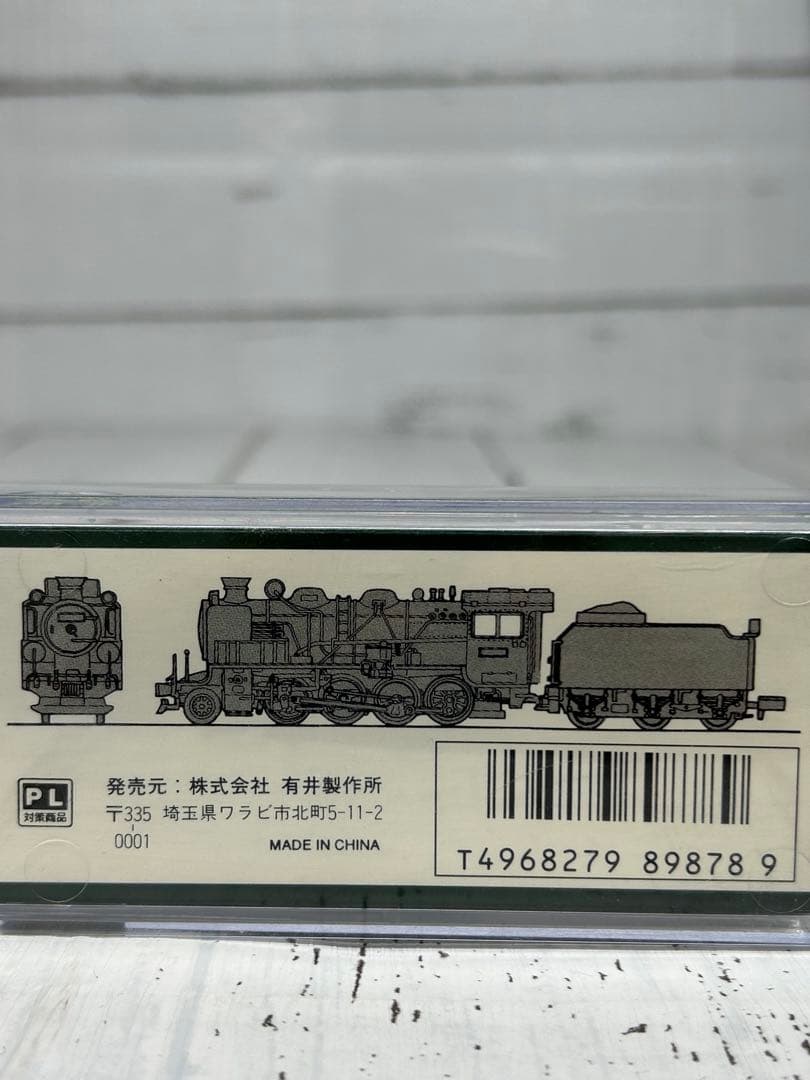 PL
対策商品
発売元：株式会社 有井製作所
〒335 埼玉県ワラビ市北町5-11-2
0001
MADE IN CHINA
T4968279 89878 9